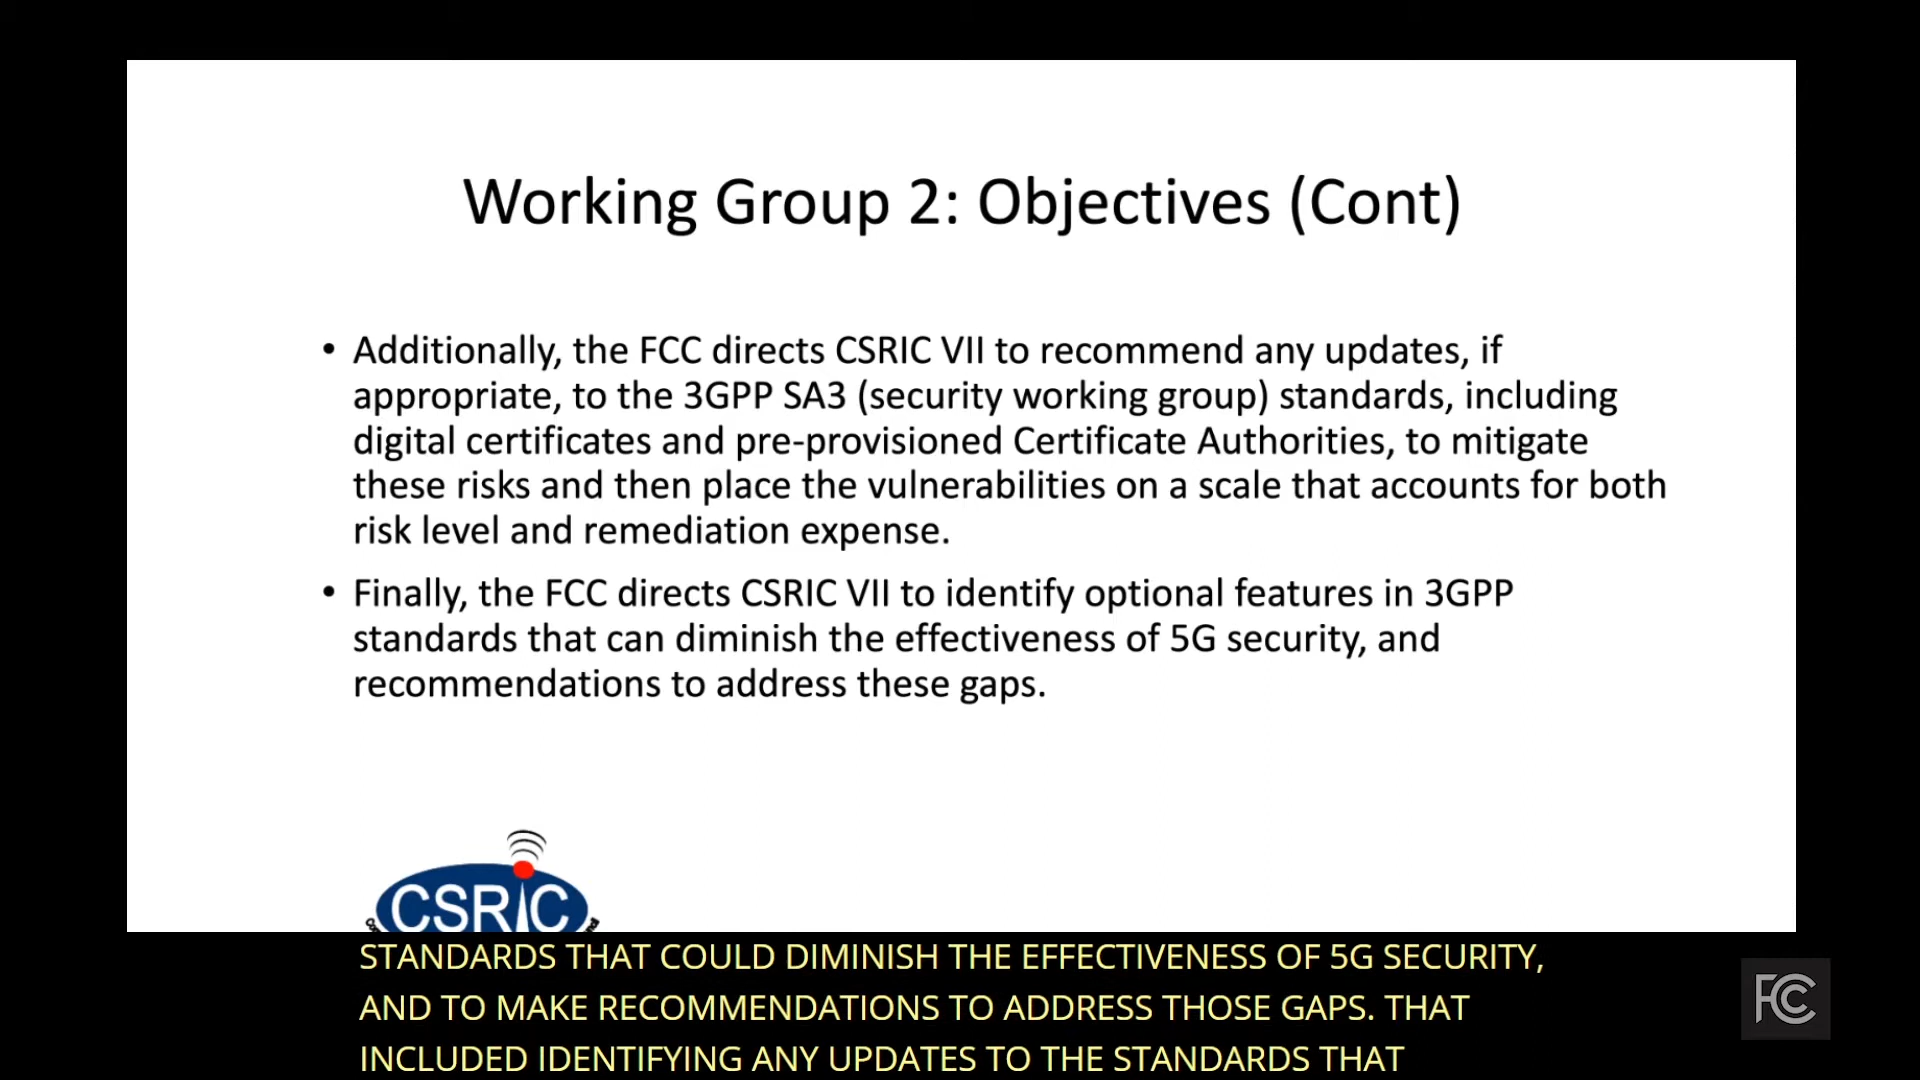 Working Group 2: Objectives (Cont)
• Additionally, the FCC directs CSRIC VII to recommend any updates, if
appropriate, to the 3GPP SA3 (security working group) standards, including
digital certificates and pre-provisioned Certificate Authorities, to mitigate
these risks and then place the vulnerabilities on a scale that accounts for both
risk level and remediation expense.
• Finally, the FCC directs CSRIC VII to identify optional features in 3GPP
standards that can diminish the effectiveness of 5G security, and
recommendations to address these gaps.
CSRIC
STANDARDS THAT COULD DIMINISH THE EFFECTIVENESS OF 5G SECURITY,
AND TO MAKE RECOMMENDATIONS TO ADDRESS THOSE GAPS. THAT
INCLUDED IDENTIFYING ANY UPDATES TO THE STANDARDS THAT
FCC